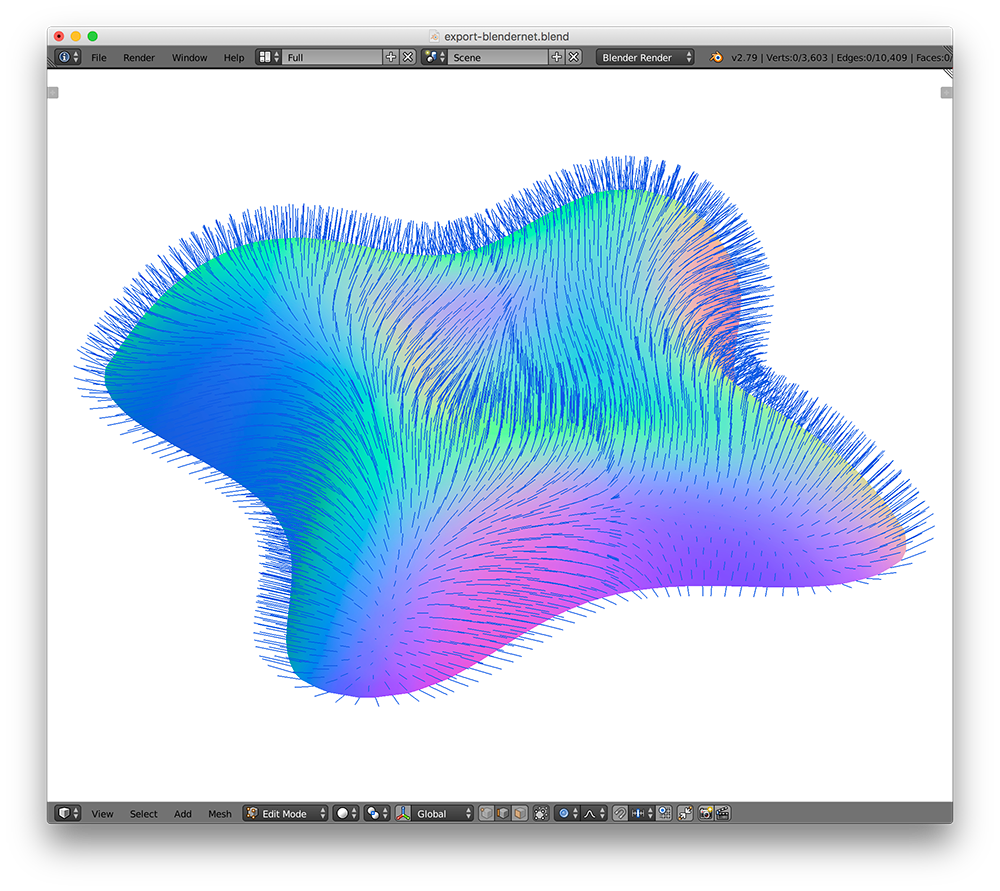 export-blendernet.blend
File Render Window Help Full Scene Blender Render v2.79 | Verts:0/3,603 | Edges:0/10,409 | Faces:0/
View Select Add Mesh Edit Mode Global